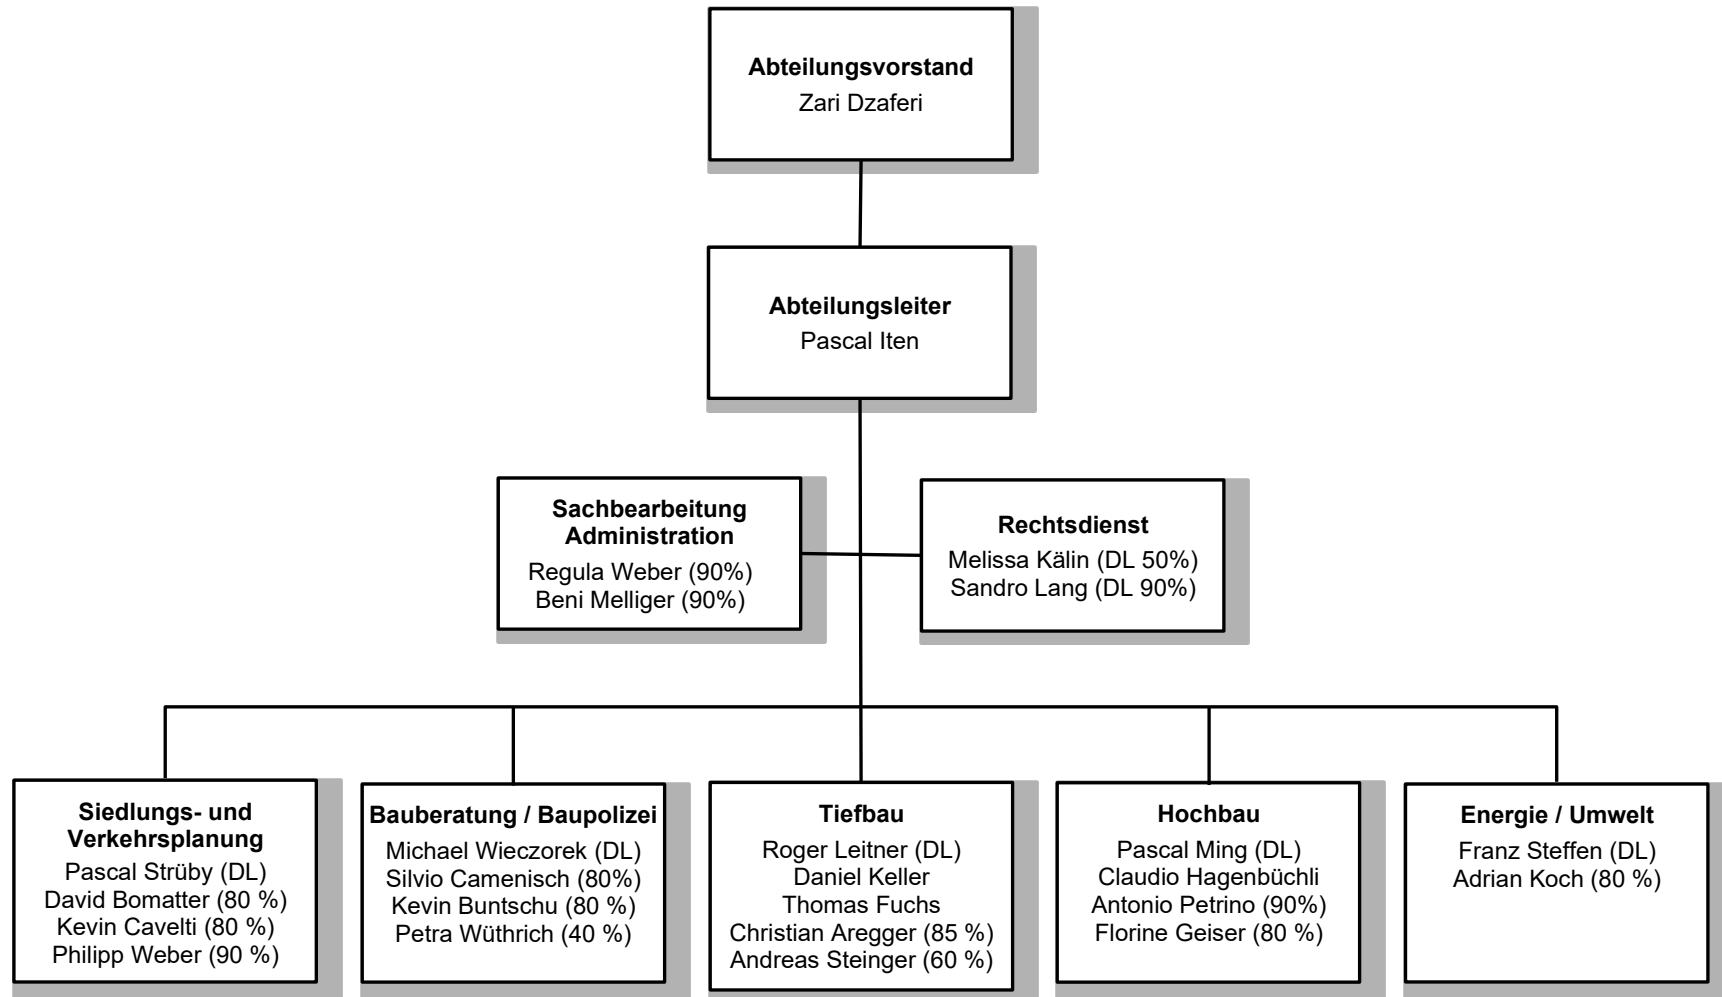 Abteilungsvorstand
Zari Dzaferi
Abteilungsleiter
Pascal Iten
Sachbearbeitung
Administration
Regula Weber (90%)
Beni Melliger (90%)
Rechtsdienst
Melissa Kälin (DL 50%)
Sandro Lang (DL 90%)
Siedlungs- und
Verkehrsplanung
Pascal Strüby (DL)
David Bomatter (80 %)
Kevin Cavelti (80 %)
Philipp Weber (90 %)
Bauberatung / Baupolizei
Michael Wieczorek (DL)
Silvio Camenisch (80%)
Kevin Buntschu (80 %)
Petra Wüthrich (40 %)
Tiefbau
Roger Leitner (DL)
Daniel Keller
Thomas Fuchs
Christian Aregger (85 %)
Andreas Steinger (60 %)
Hochbau
Pascal Ming (DL)
Claudio Hagenbüchli
Antonio Petrino (90%)
Florine Geiser (80 %)
Energie / Umwelt
Franz Steffen (DL)
Adrian Koch (80 %)